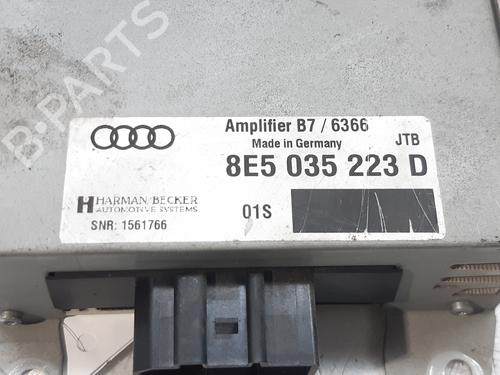 B-PARTS
Amplifier B7 / 6366
Made in Germany
JTB
8E5 035 223 D
HARMAN/BECKER
AUTOMOTIVE SYSTEMS
01S
SNR: 1561766